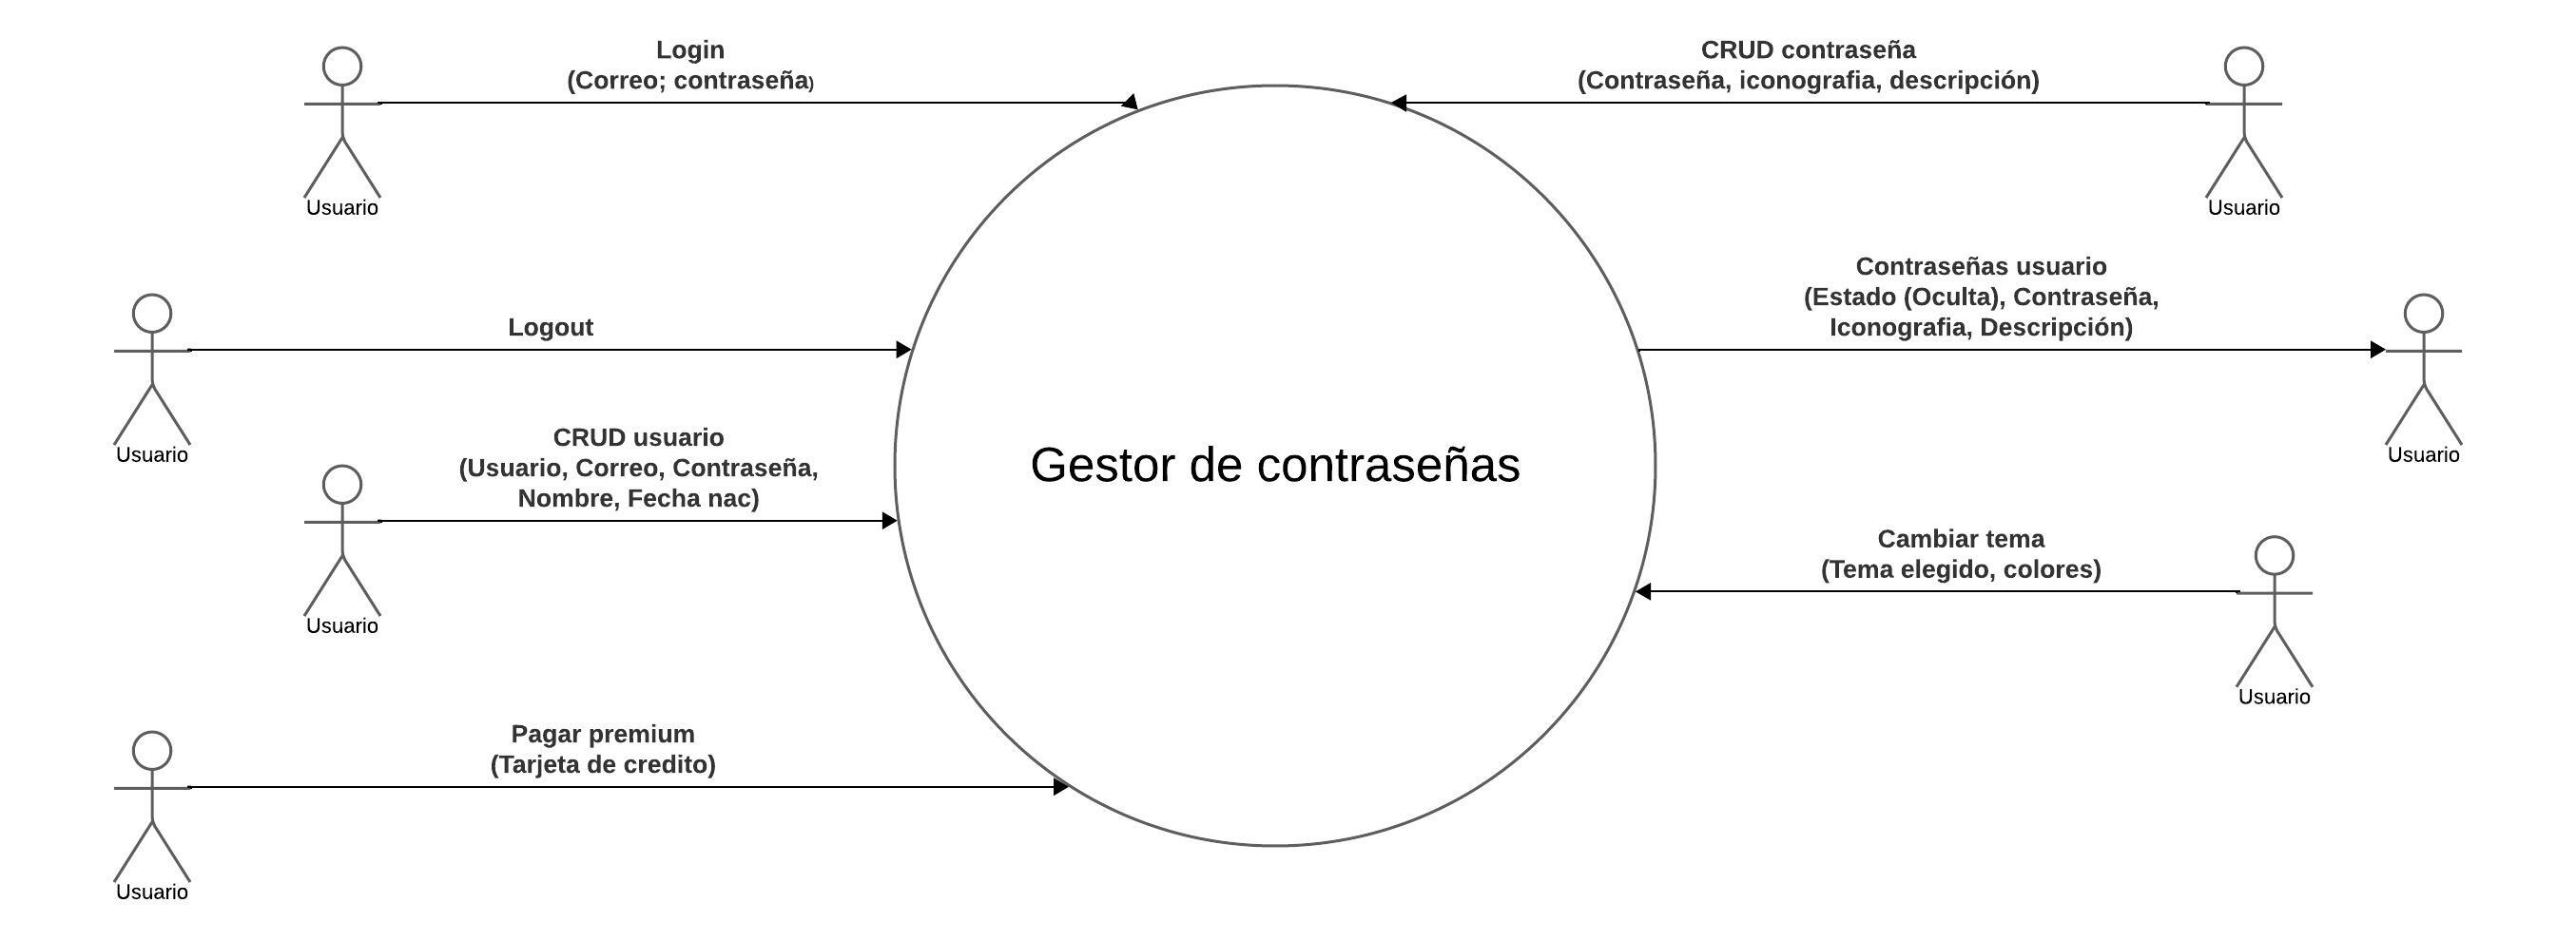 Login
(Correo; contraseña)
Usuario
CRUD contraseña
(Contraseña, iconografia, descripción)
Usuario
Logout
Usuario
Contraseñas usuario
(Estado (Oculta), Contraseña,
Iconografia, Descripción)
Usuario
CRUD usuario
(Usuario, Correo, Contraseña,
Nombre, Fecha nac)
Usuario
Gestor de contraseñas
Cambiar tema
(Tema elegido, colores)
Usuario
Pagar premium
(Tarjeta de credito)
Usuario